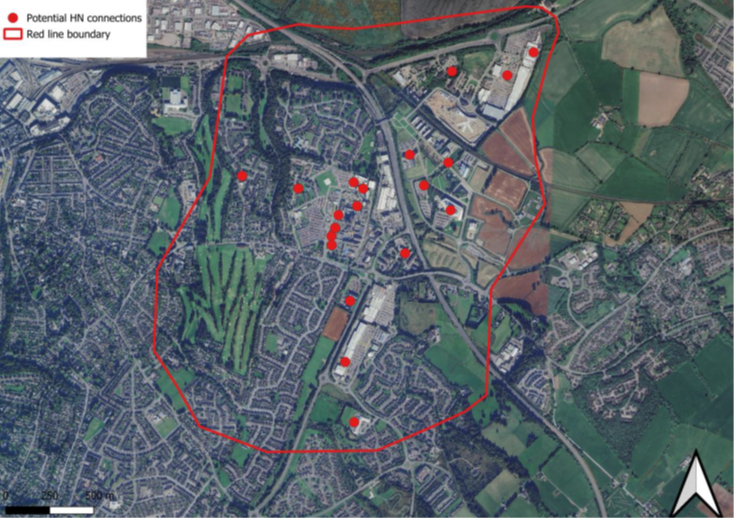 Potential HN connections
Red line boundary
0 250 500 m